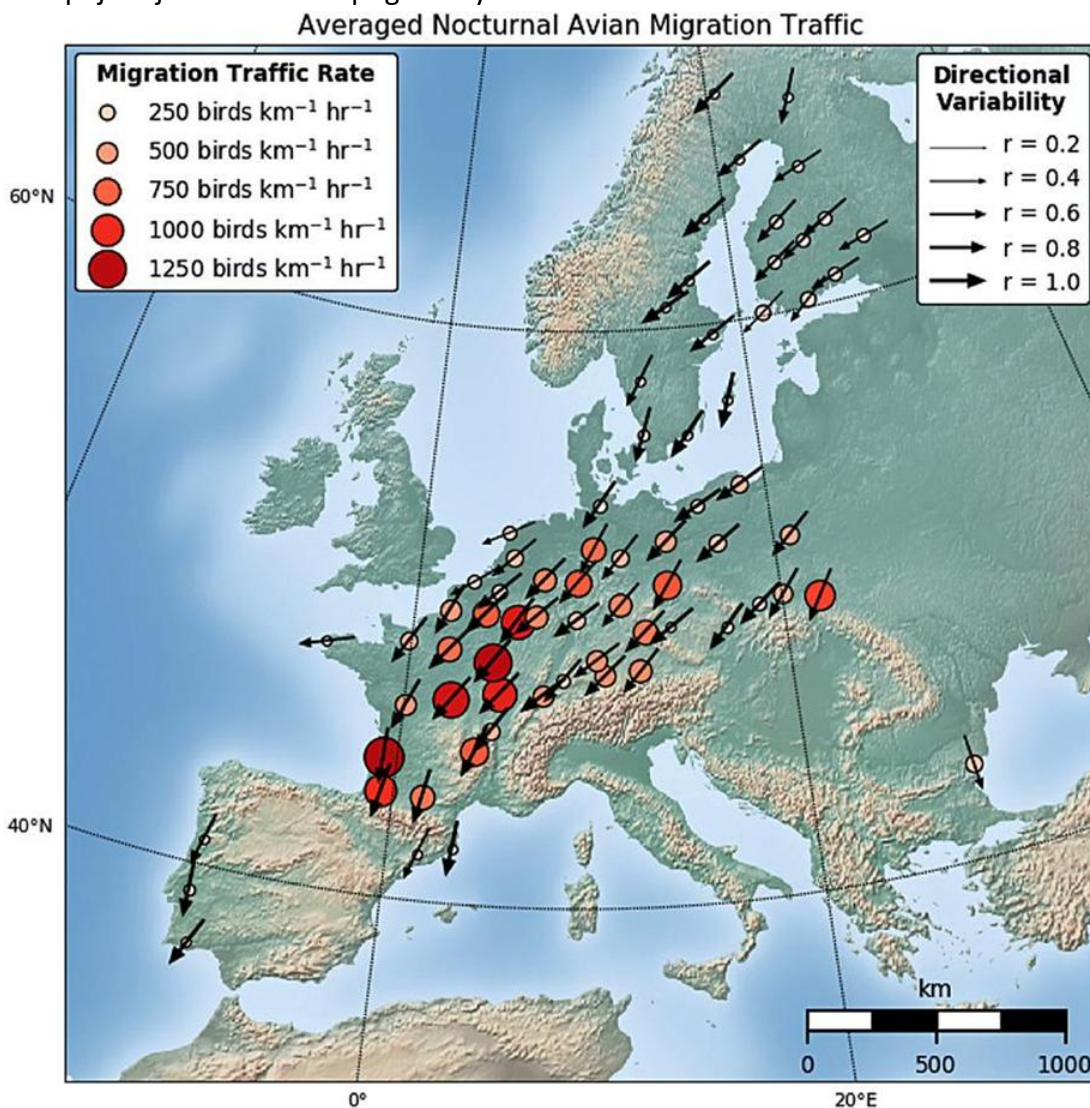 Averaged Nocturnal Avian Migration Traffic
Migration Traffic Rate
250 birds km⁻¹ hr⁻¹
500 birds km⁻¹ hr⁻¹
750 birds km⁻¹ hr⁻¹
1000 birds km⁻¹ hr⁻¹
1250 birds km⁻¹ hr⁻¹
Directional
Variability
r = 0.2
r = 0.4
r = 0.6
r = 0.8
r = 1.0
60°N
40°N
km
0 500 1000
0° 20°E